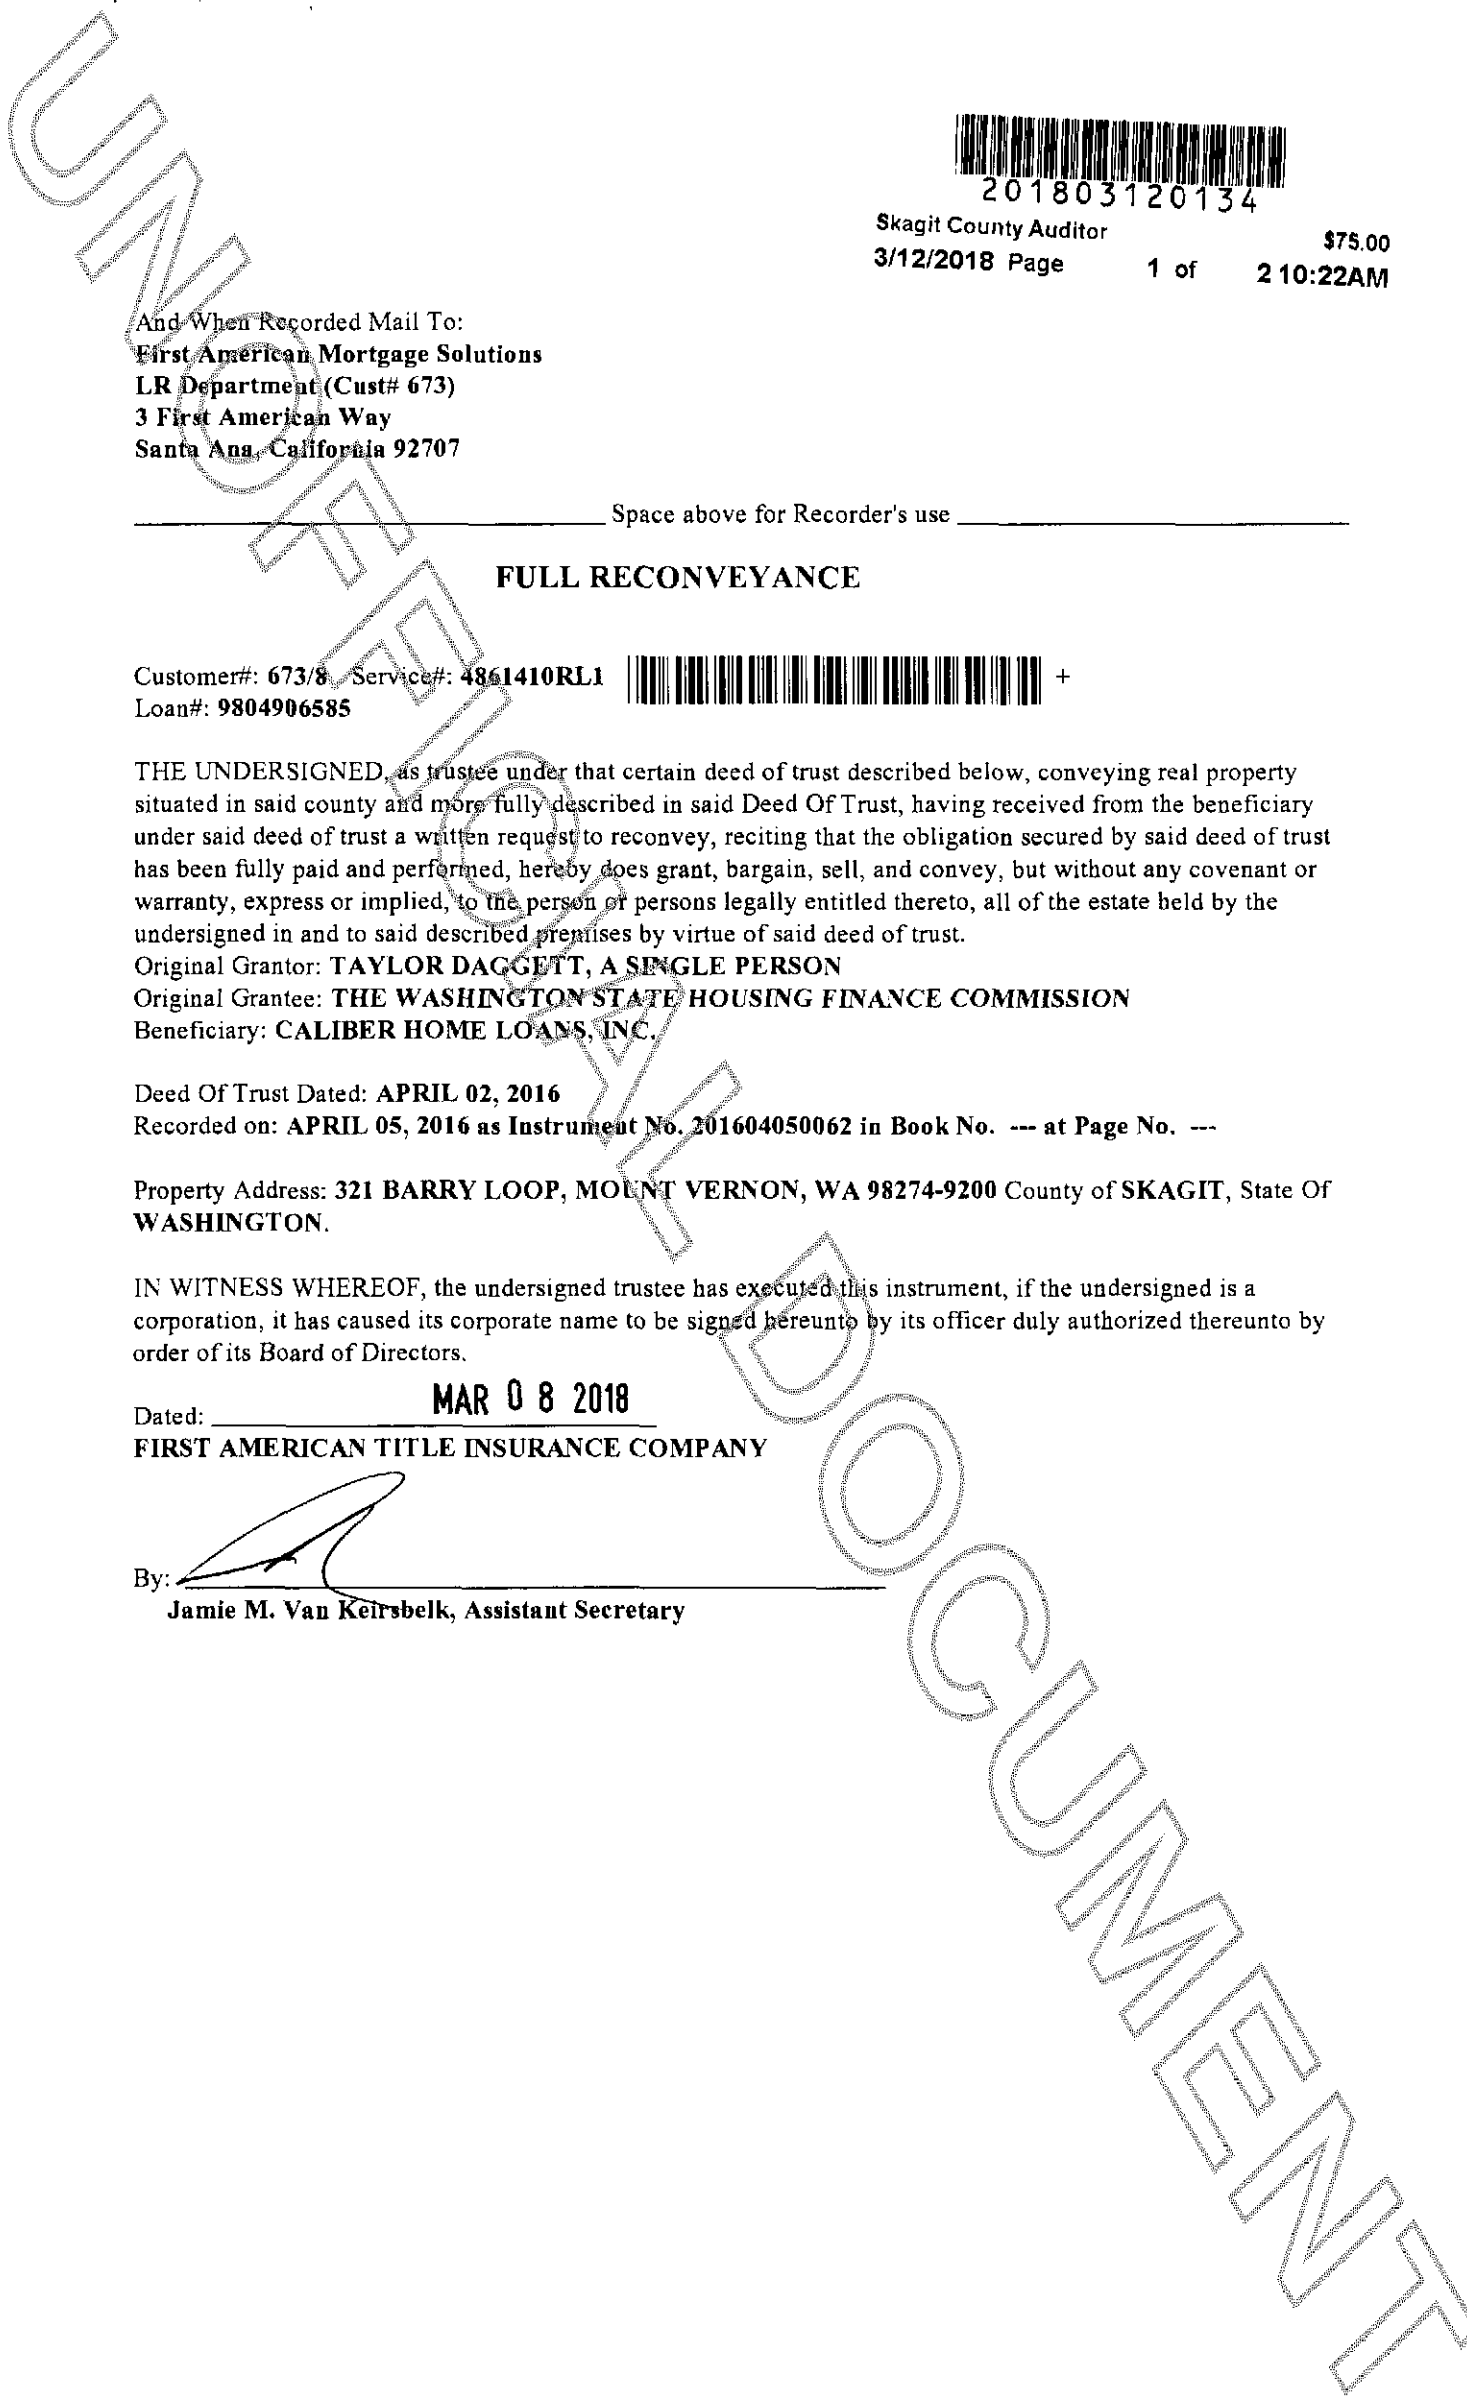 201803120134
Skagit County Auditor $75.00
3/12/2018 Page 1 of 2 10:22AM
And When Recorded Mail To:
First American Mortgage Solutions
LR Department (Cust# 673)
3 First American Way
Santa Ana, California 92707
Space above for Recorder's use
FULL RECONVEYANCE
Customer#: 673/8 Service#: 4861410RL1 +
Loan#: 9804906585
THE UNDERSIGNED, as trustee under that certain deed of trust described below, conveying real property
situated in said county and more fully described in said Deed Of Trust, having received from the beneficiary
under said deed of trust a written request to reconvey, reciting that the obligation secured by said deed of trust
has been fully paid and performed, hereby does grant, bargain, sell, and convey, but without any covenant or
warranty, express or implied, to the person or persons legally entitled thereto, all of the estate held by the
undersigned in and to said described premises by virtue of said deed of trust.
Original Grantor: TAYLOR DAGGETT, A SINGLE PERSON
Original Grantee: THE WASHINGTON STATE HOUSING FINANCE COMMISSION
Beneficiary: CALIBER HOME LOANS, INC.
Deed Of Trust Dated: APRIL 02, 2016
Recorded on: APRIL 05, 2016 as Instrument No. 201604050062 in Book No. --- at Page No. ---
Property Address: 321 BARRY LOOP, MOUNT VERNON, WA 98274-9200 County of SKAGIT, State Of
WASHINGTON.
IN WITNESS WHEREOF, the undersigned trustee has executed this instrument, if the undersigned is a
corporation, it has caused its corporate name to be signed hereunto by its officer duly authorized thereunto by
order of its Board of Directors.
Dated: MAR 08 2018
FIRST AMERICAN TITLE INSURANCE COMPANY
By:
Jamie M. Van Keirsbelk, Assistant Secretary
UNOFFICIAL DOCUMENT